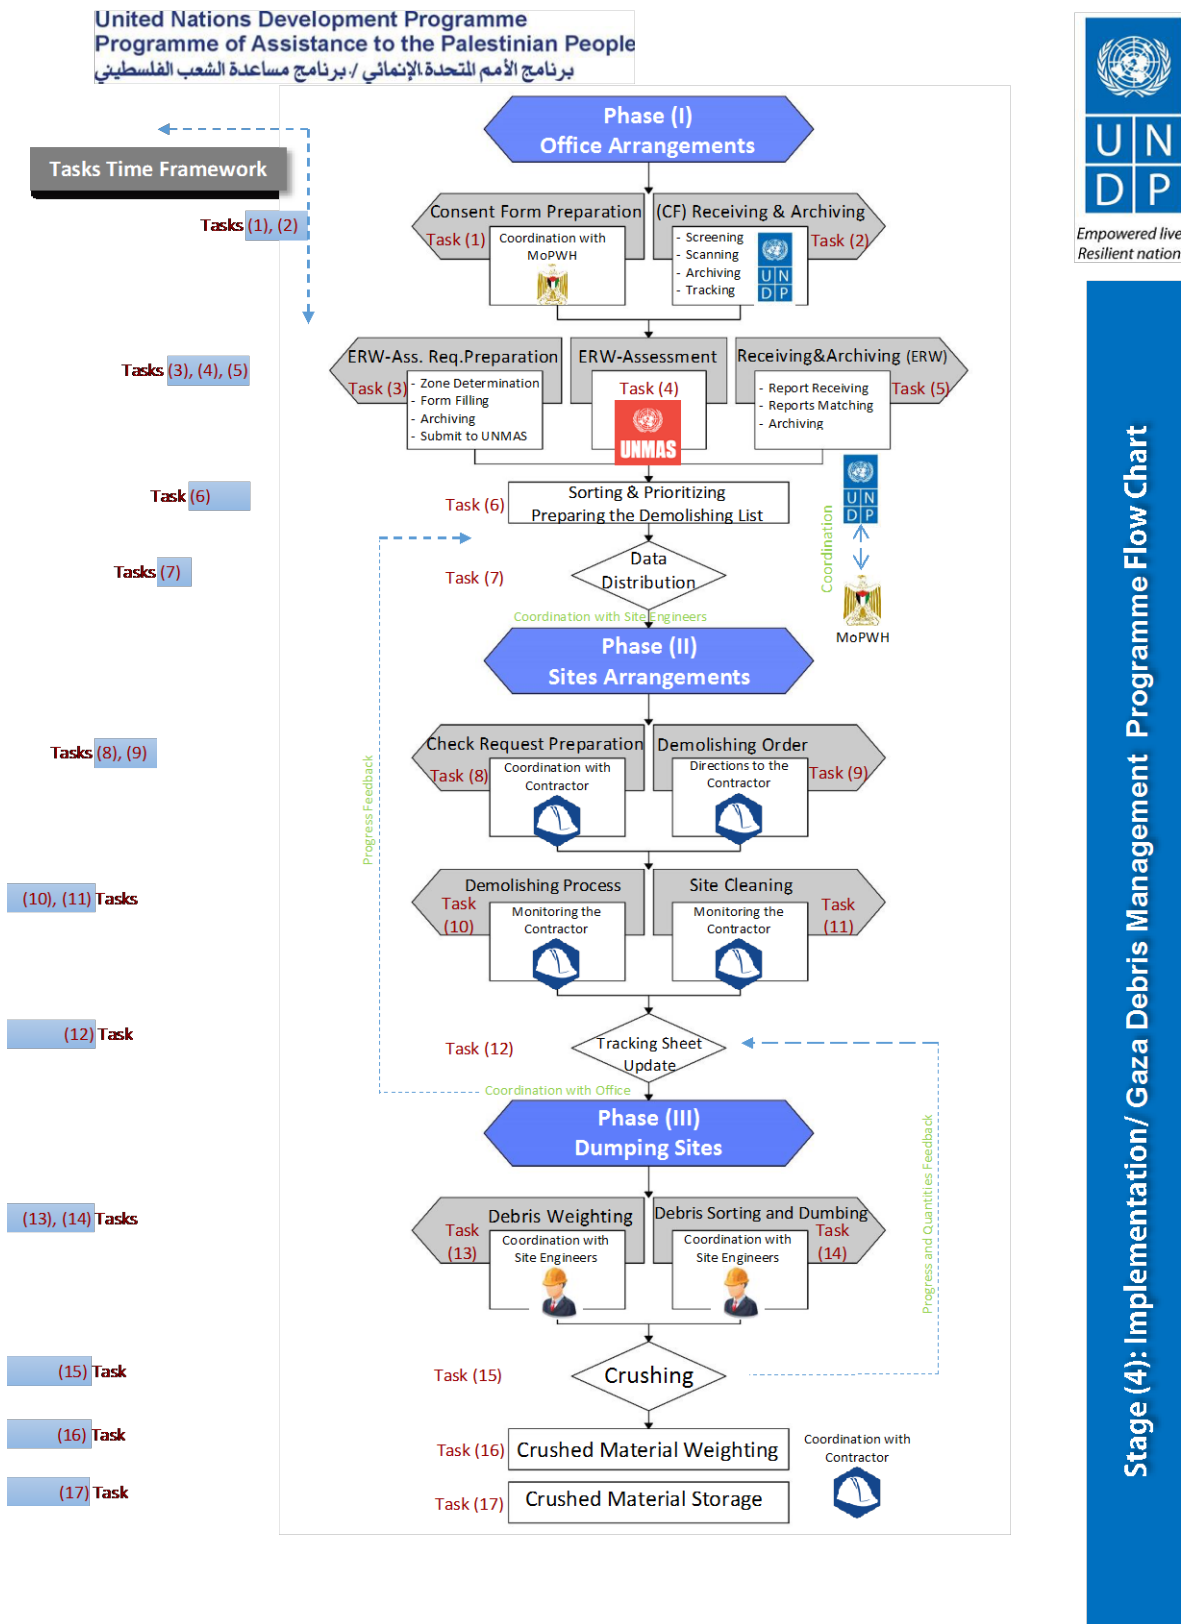 United Nations Development Programme
Programme of Assistance to the Palestinian People
برنامج الأمم المتحدة الإنمائي / برنامج مساعدة الشعب الفلسطيني
UN
DP
Empowered live
Resilient nation
Stage (4): Implementation/ Gaza Debris Management Programme Flow Chart
Tasks Time Framework
Phase (I)
Office Arrangements
Tasks (1), (2)
Consent Form Preparation
Task (1)
Coordination with
MoPWH
(CF) Receiving & Archiving
Task (2)
- Screening
- Scanning
- Archiving
- Tracking
UN
DP
Tasks (3), (4), (5)
ERW-Ass. Req.Preparation
Task (3)
- Zone Determination
- Form Filling
- Archiving
- Submit to UNMAS
ERW-Assessment
Task (4)
UNMAS
Receiving&Archiving (ERW)
Task (5)
- Report Receiving
- Reports Matching
- Archiving
Task (6)
Task (6)
Sorting & Prioritizing
Preparing the Demolishing List
UN
DP
Coordination
MoPWH
Tasks (7)
Task (7)
Data
Distribution
Coordination with Site Engineers
Phase (II)
Sites Arrangements
Tasks (8), (9)
Check Request Preparation
Task (8)
Coordination with
Contractor
Demolishing Order
Task (9)
Directions to the
Contractor
Progress Feedback
(10), (11) Tasks
Demolishing Process
Task
(10)
Monitoring the
Contractor
Site Cleaning
Task
(11)
Monitoring the
Contractor
(12) Task
Task (12)
Tracking Sheet
Update
Coordination with Office
Phase (III)
Dumping Sites
(13), (14) Tasks
Debris Weighting
Task
(13)
Coordination with
Site Engineers
Debris Sorting and Dumbing
Task
(14)
Coordination with
Site Engineers
Progress and Quantities Feedback
(15) Task
Task (15)
Crushing
(16) Task
Task (16)
Crushed Material Weighting
Coordination with
Contractor
(17) Task
Task (17)
Crushed Material Storage